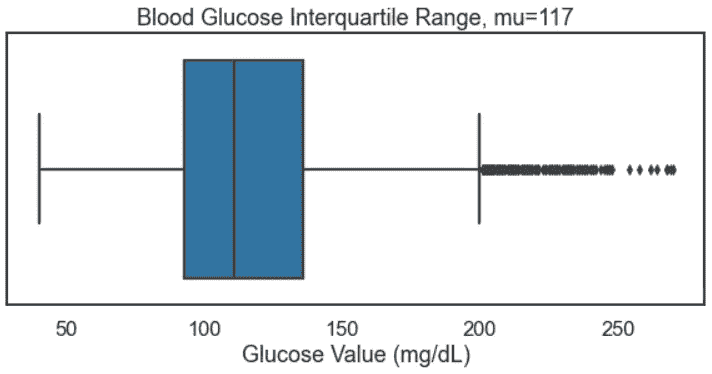 Blood Glucose Interquartile Range, mu=117
50 100 150 200 250
Glucose Value (mg/dL)